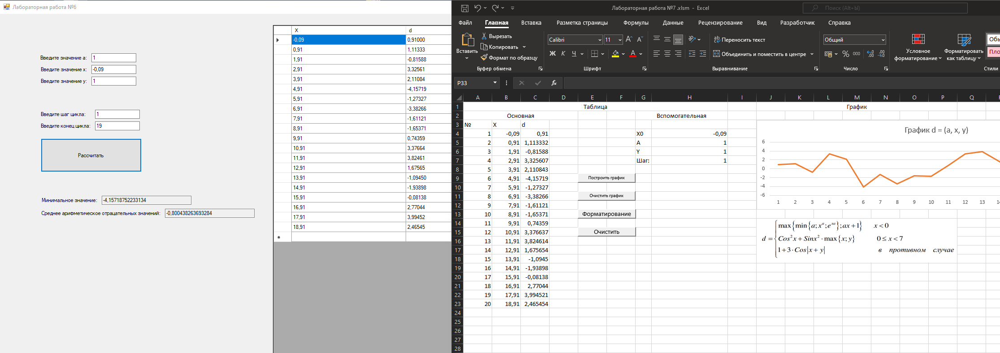 Лабораторная работа №6
Введите значение а: 1
Введите значение х: -0,09
Введите значение у: 1
Введите шаг цикла: 1
Введите конец цикла: 19
Рассчитать
Минимальное значение: -4,15718752233134
Среднее арифметическое отрацательных значений: -0,800438263693284
X d
-0,09 0,91000
0,91 1,11333
1,91 -0,81588
2,91 3,32561
3,91 2,11084
4,91 -4,15719
5,91 -1,27327
6,91 -3,38266
7,91 -1,61121
8,91 -1,65371
9,91 0,74359
10,91 3,37664
11,91 3,82461
12,91 1,67565
13,91 -1,09450
14,91 -1,93898
15,91 -0,08138
16,91 2,77044
17,91 3,99452
18,91 2,46545
Лабораторная работа №7 .xlsm - Excel
Поиск (Alt+Ы)
Файл Главная Вставка Разметка страницы Формулы Данные Рецензирование Вид Разработчик Справка
Вставить
Вырезать
Копировать
Формат по образцу
Буфер обмена
Calibri 11
Ж К Ч
Шрифт
Переносить текст
Объединить и поместить в центре
Выравнивание
Общий
% 000
Число
Условное форматирование
Форматировать как таблицу
Обы
Пло
Стили
P33 fx
A B C D E F G H I J K L M N O P Q
1 Таблица График
2 Основная Вспомогательная
3 № X d
4 1 -0,09 0,91 X0 -0,09
5 2 0,91 1,113332 A 1
6 3 1,91 -0,81588 Y 1
7 4 2,91 3,325607 Шаг: 1
8 5 3,91 2,110843
9 6 4,91 -4,15719 Построить график
10 7 5,91 -1,27327
11 8 6,91 -3,38266 Очистить график
12 9 7,91 -1,61121
13 10 8,91 -1,65371 Форматирование
14 11 9,91 0,74359
15 12 10,91 3,376637 Очистить
16 13 11,91 3,824614
17 14 12,91 1,675654
18 15 13,91 -1,0945
19 16 14,91 -1,93898
20 17 15,91 -0,08138
21 18 16,91 2,77044
22 19 17,91 3,994521
23 20 18,91 2,465454
24
25
26
27
28
График d = (a, x, y)
6
4
2
0
-2
-4
-6
1 2 3 4 5 6 7 8 9 10 11 12 13 14
d = { max{min{a; xᵃ; eˣᵃ}; ax + 1} x < 0
Cos²x + Sinx² · max{x; y} 0 ≤ x < 7
1 + 3 · Cos|x + y| в противном случае